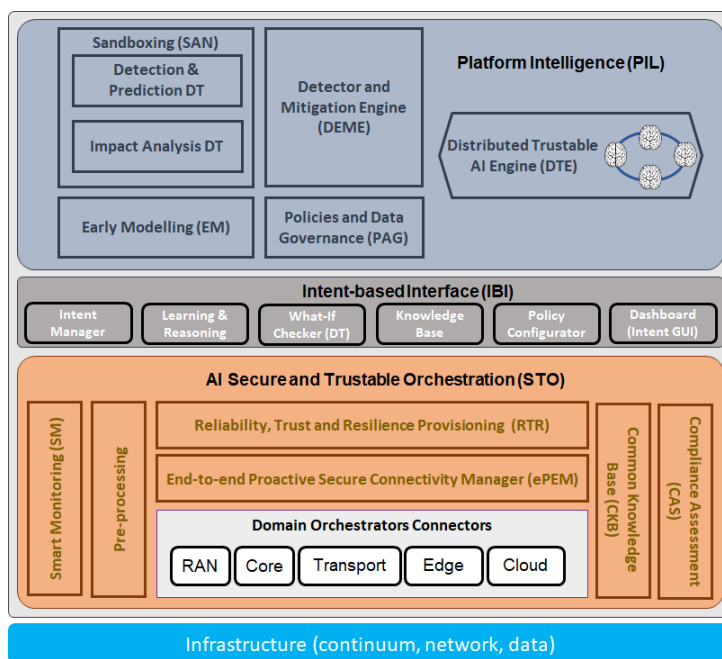 Sandboxing (SAN)
Detection &
Prediction DT
Impact Analysis DT
Detector and
Mitigation Engine
(DEME)
Platform Intelligence (PIL)
Distributed Trustable
AI Engine (DTE)
Early Modelling (EM)
Policies and Data
Governance (PAG)
Intent-based Interface (IBI)
Intent
Manager
Learning &
Reasoning
What-If
Checker (DT)
Knowledge
Base
Policy
Configurator
Dashboard
(Intent GUI)
AI Secure and Trustable Orchestration (STO)
Smart Monitoring (SM)
Pre-processing
Reliability, Trust and Resilience Provisioning (RTR)
End-to-end Proactive Secure Connectivity Manager (ePEM)
Domain Orchestrators Connectors
RAN
Core
Transport
Edge
Cloud
Common Knowledge
Base (CKB)
Compliance Assessment
(CAS)
Infrastructure (continuum, network, data)